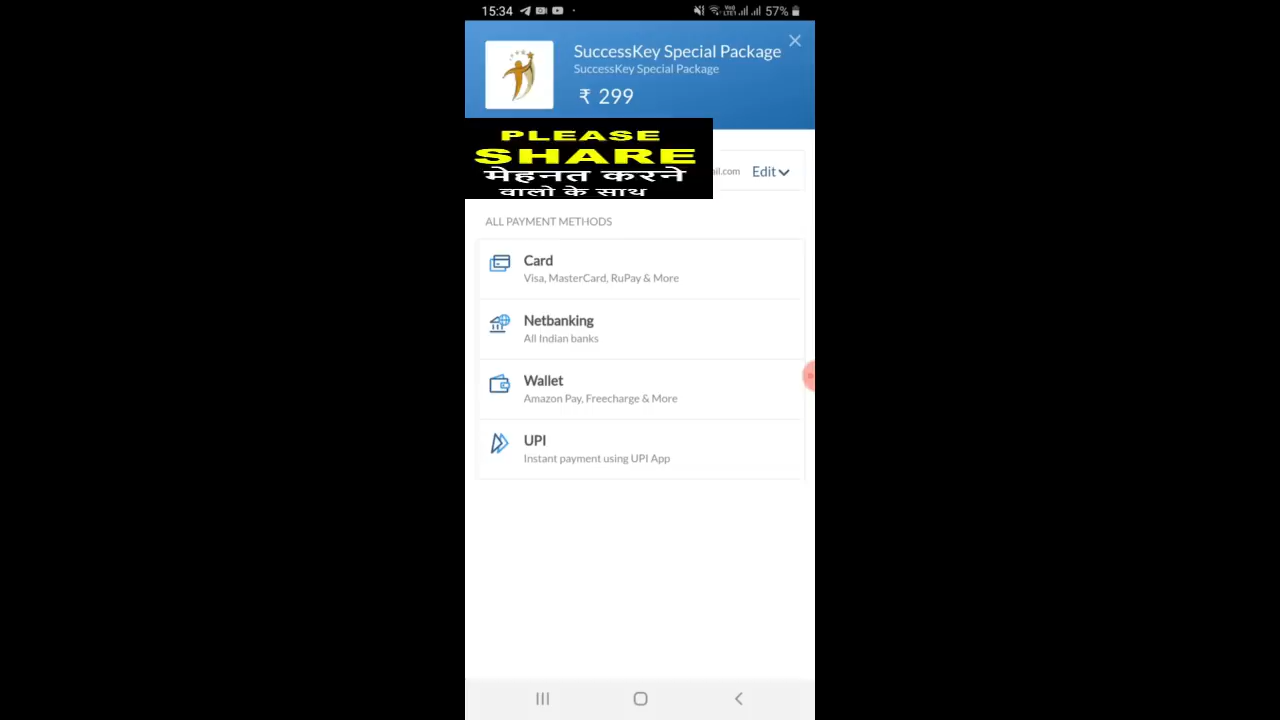 15:34
57%
SuccessKey Special Package
SuccessKey Special Package
₹ 299
PLEASE
SHARE
मेहनत करने
वालो के साथ
il.com Edit
ALL PAYMENT METHODS
Card
Visa, MasterCard, RuPay & More
Netbanking
All Indian banks
Wallet
Amazon Pay, Freecharge & More
UPI
Instant payment using UPI App